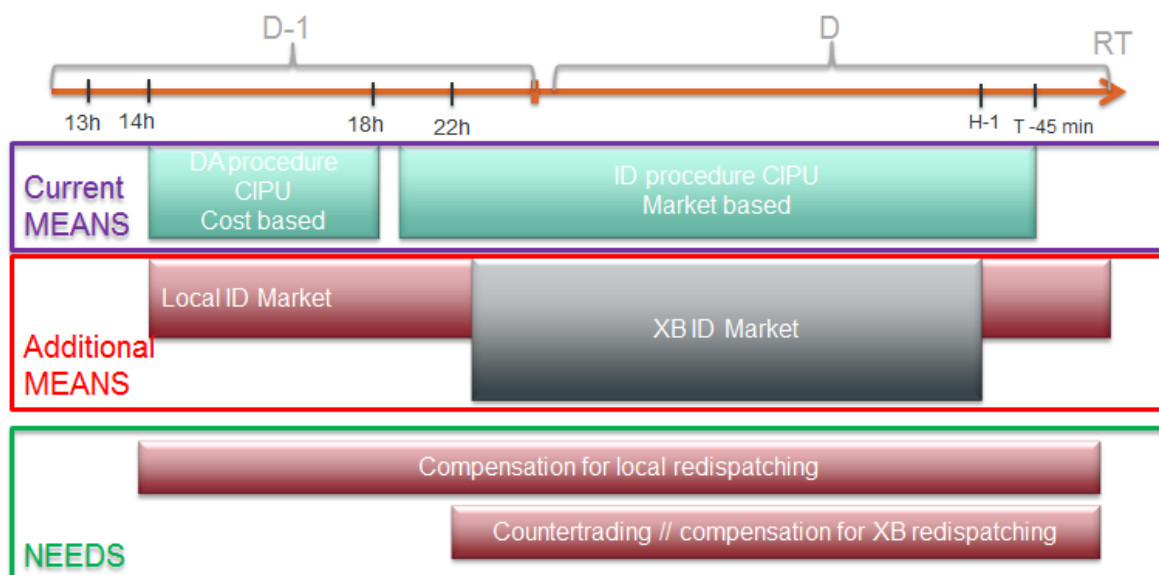 D-1
D
RT
13h
14h
18h
22h
H-1
T -45 min
Current
MEANS
DA procedure
CIPU
Cost based
ID procedure CIPU
Market based
Local ID Market
XB ID Market
Additional
MEANS
Compensation for local redispatching
Countertrading // compensation for XB redispatching
NEEDS